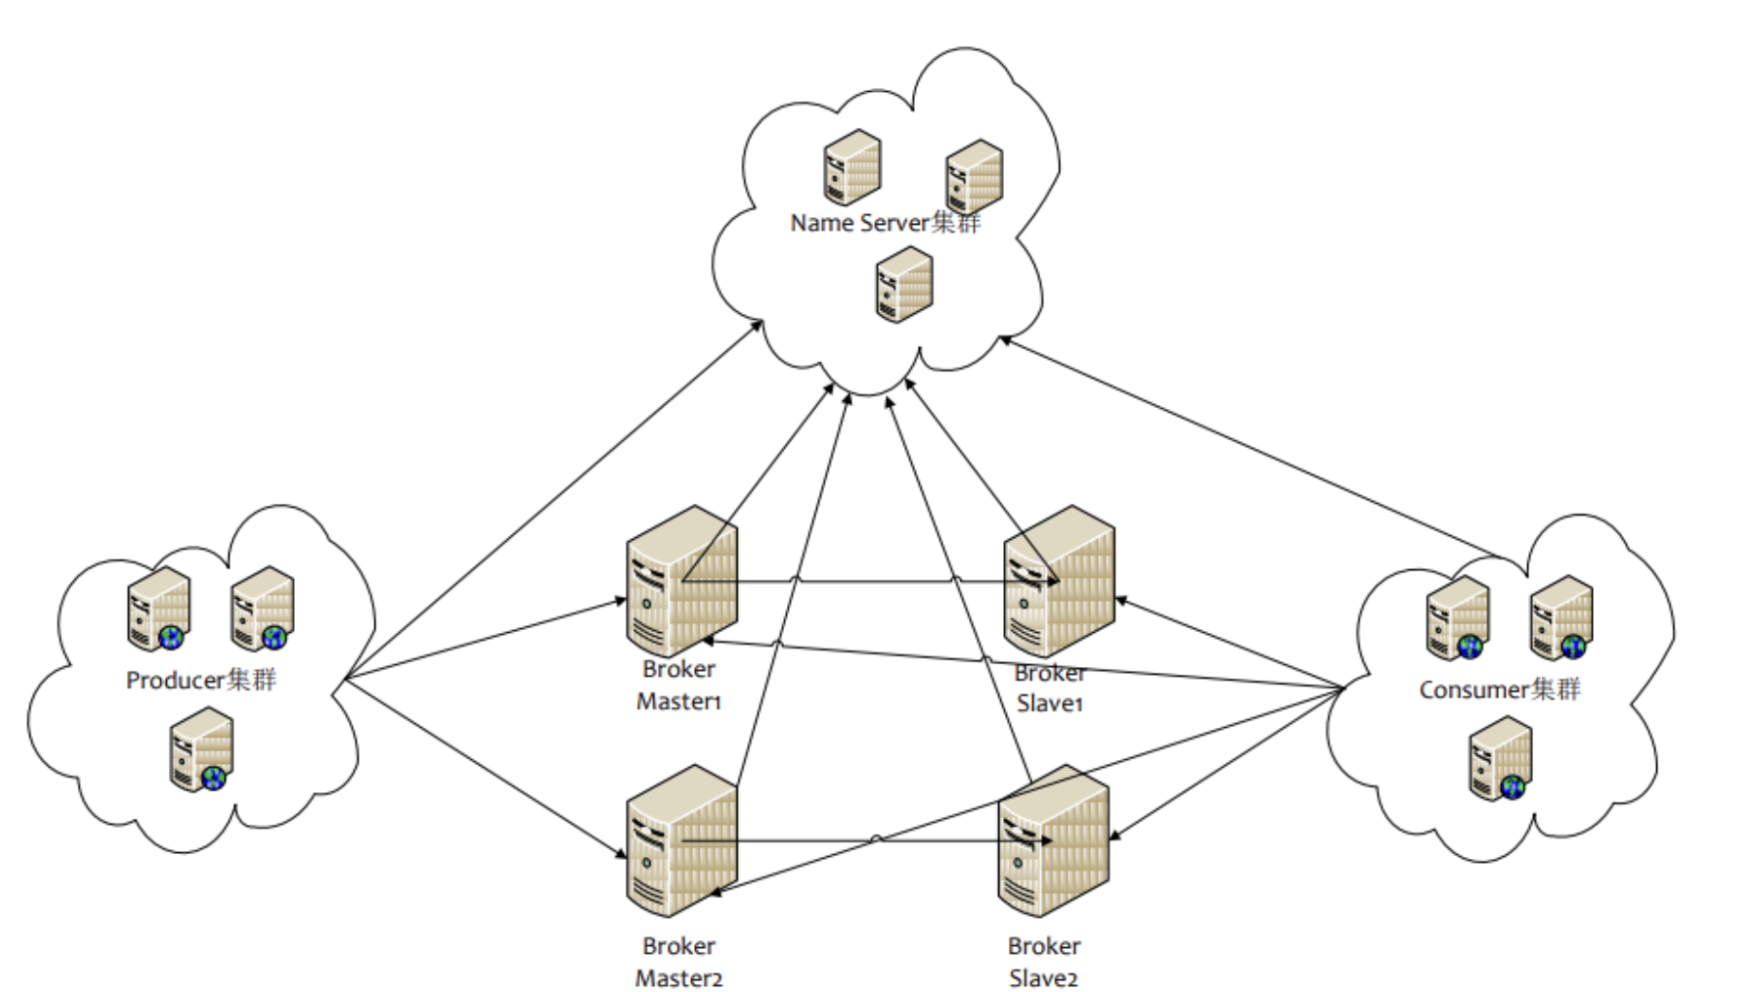 Name Server集群
Producer集群
Broker
Master1
Broker
Slave1
Consumer集群
Broker
Master2
Broker
Slave2